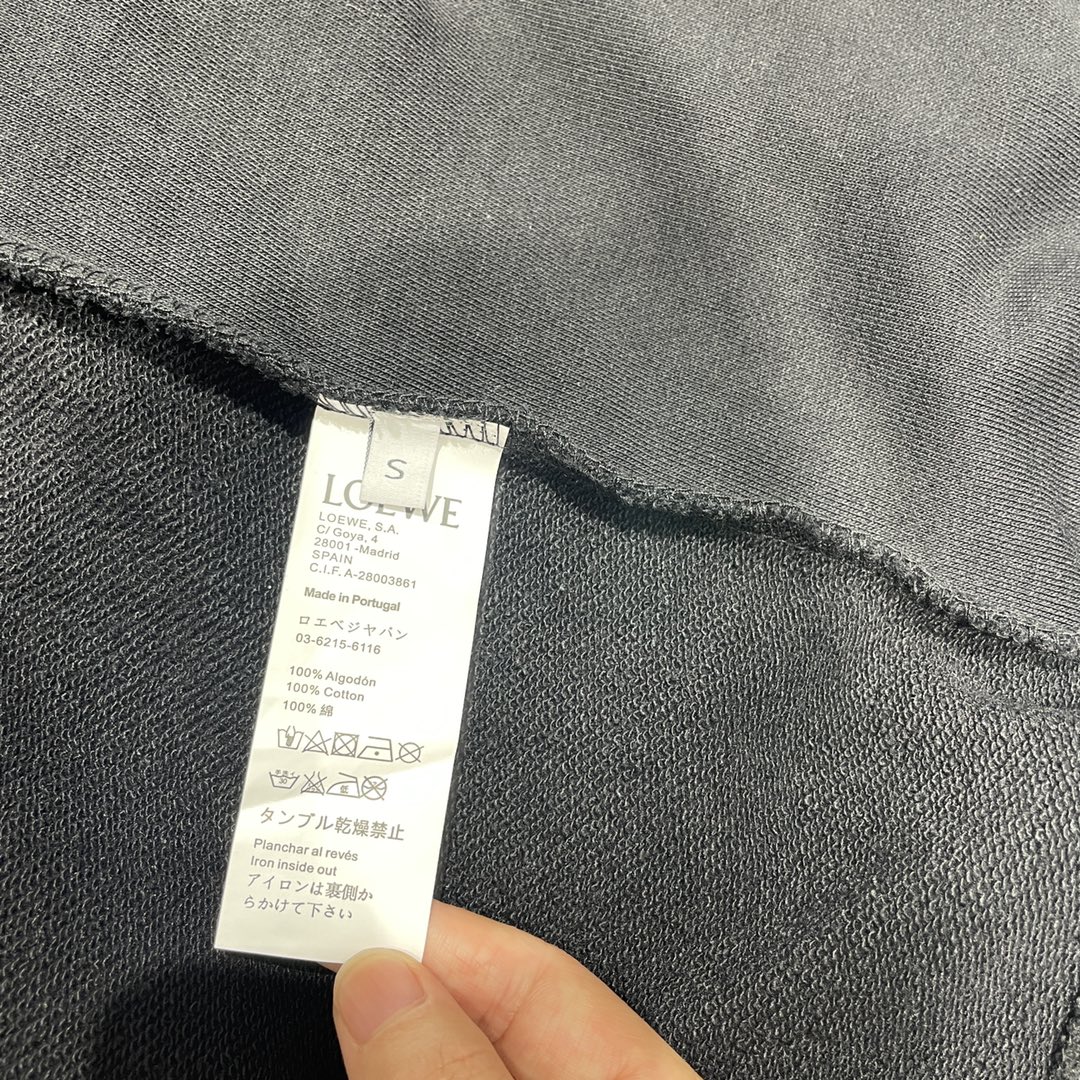 S
LOEWE
LOEWE, S.A.
C/ Goya, 4
28001 -Madrid
SPAIN
C.I.F. A-28003861
Made in Portugal
ロエベジャパン
03-6215-6116
100% Algodón
100% Cotton
100% 綿
低
タンブル乾燥禁止
Planchar al revés
Iron inside out
アイロンは裏側か
らかけて下さい